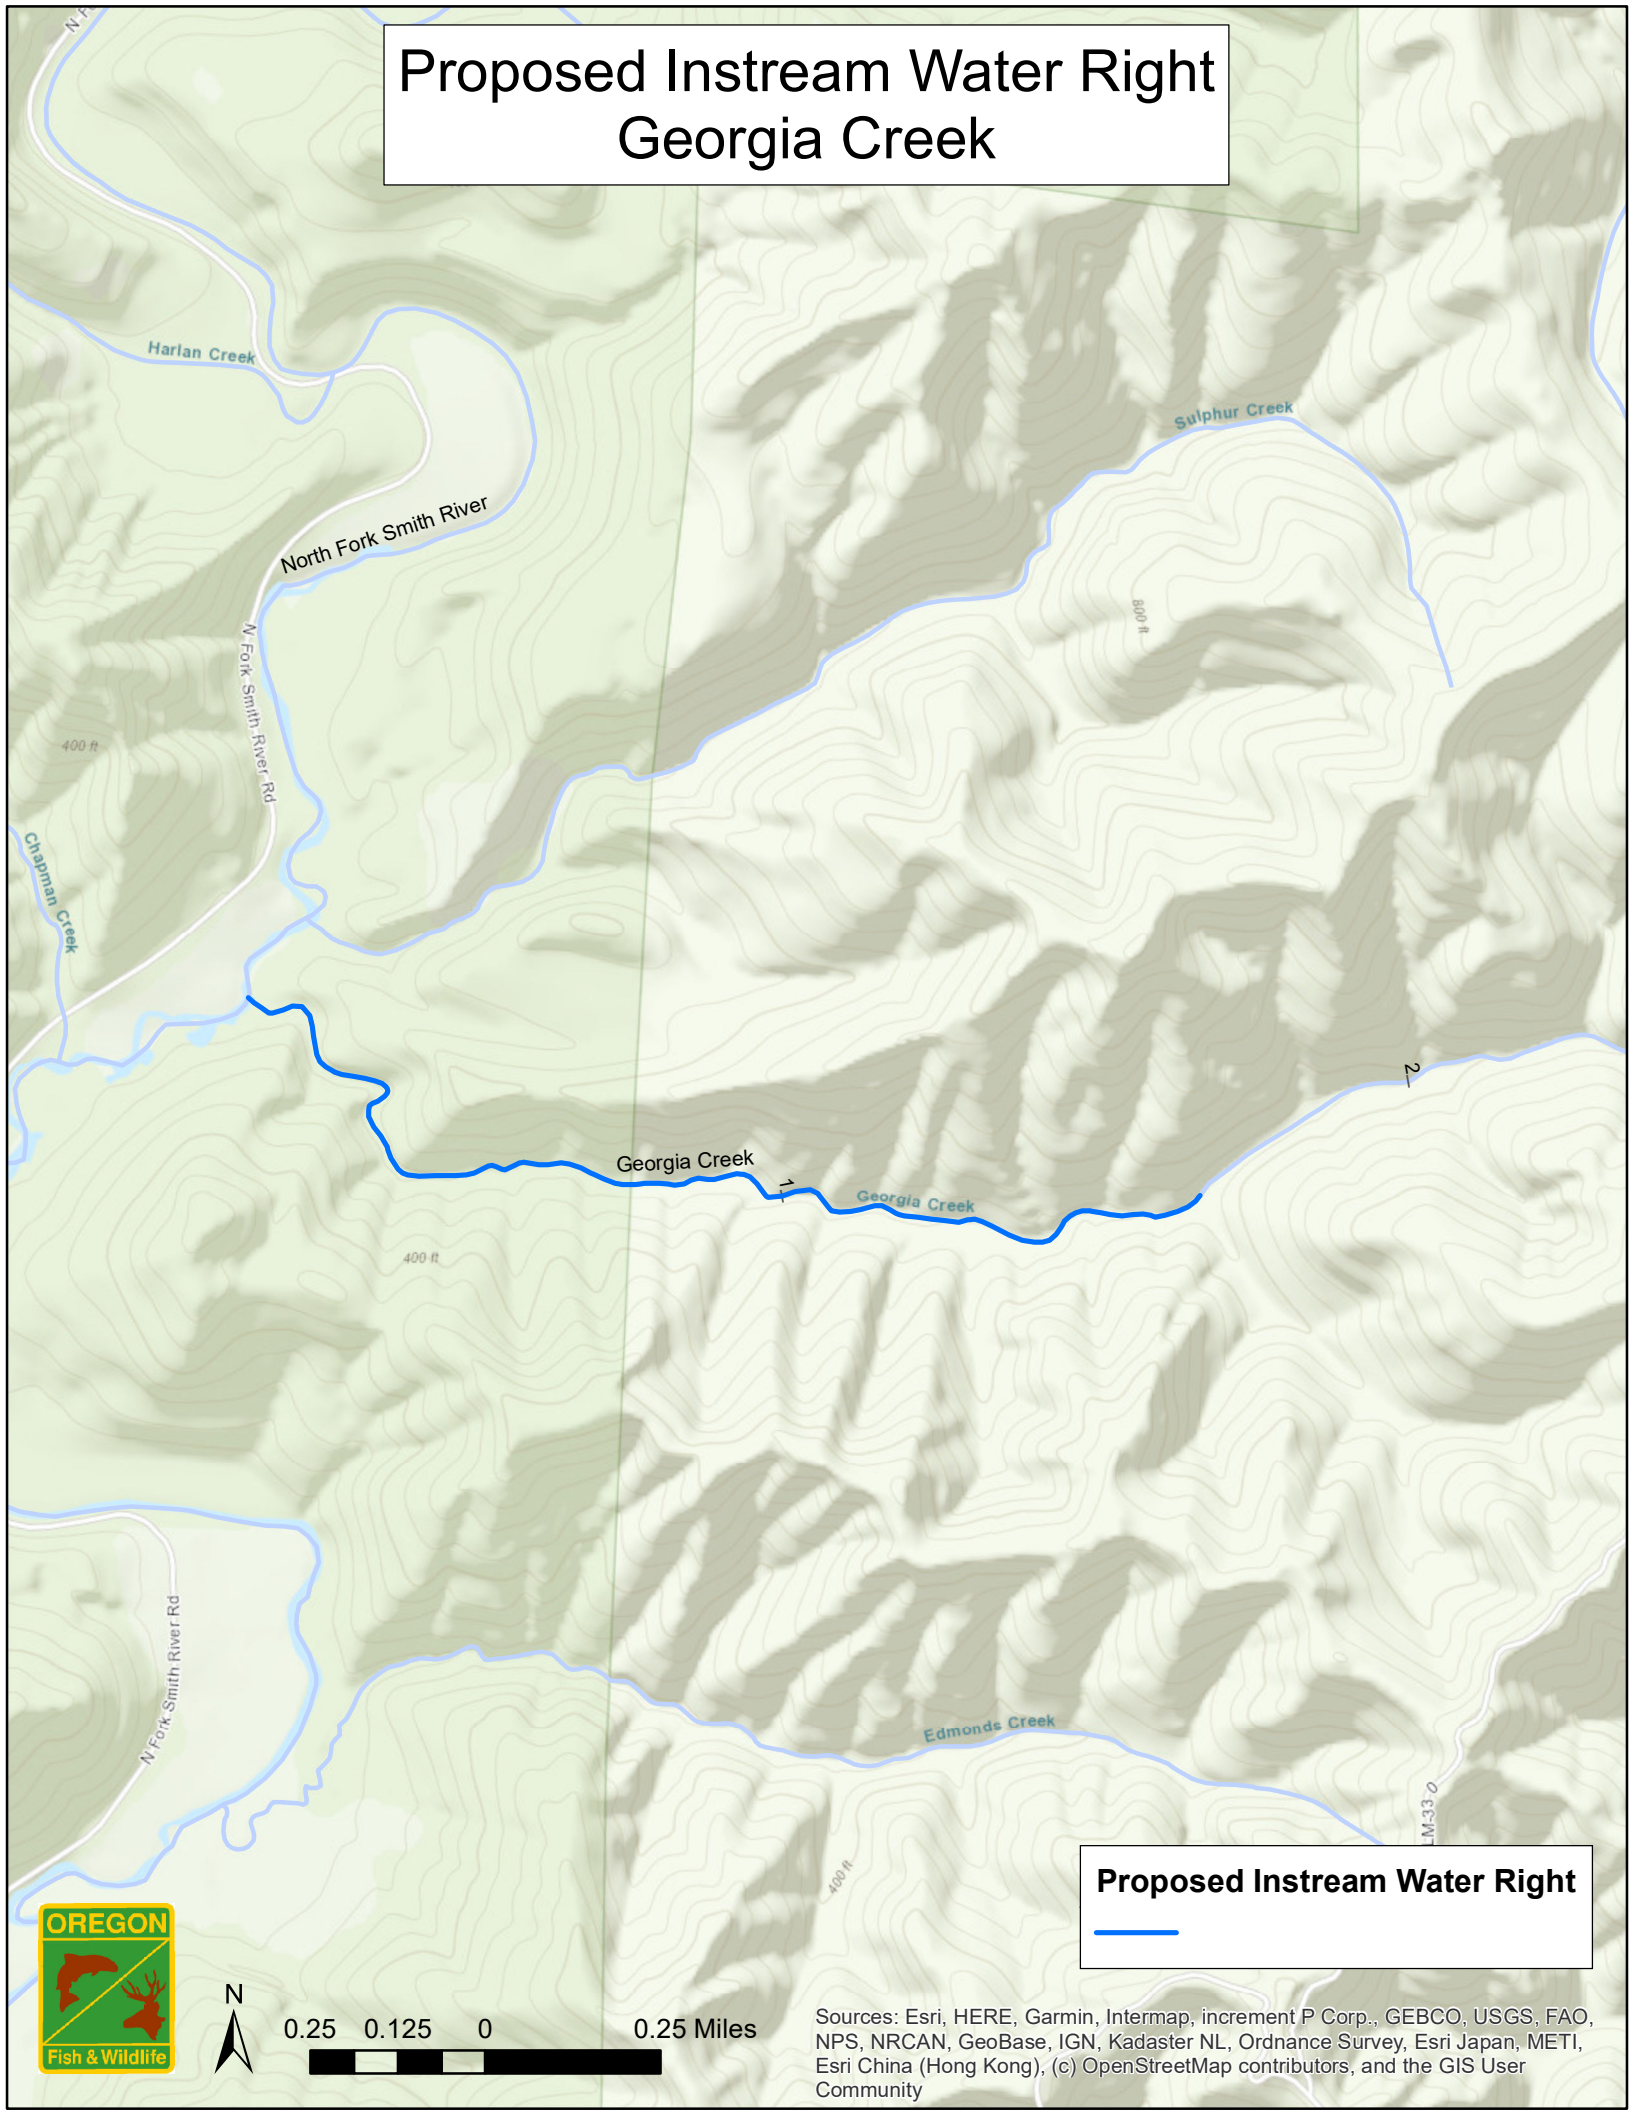 N F
Proposed Instream Water Right
Georgia Creek
Harlan Creek
Sulphur Creek
North Fork Smith River
800 ft
N Fork Smith River Rd
400 ft
Chapman Creek
2
Georgia Creek
1
Georgia Creek
400 ft
N Fork Smith River Rd
Edmonds Creek
LM-33-0
400 ft
Proposed Instream Water Right
OREGON
Fish & Wildlife
N
0.25 0.125 0 0.25 Miles
Sources: Esri, HERE, Garmin, Intermap, increment P Corp., GEBCO, USGS, FAO,
NPS, NRCAN, GeoBase, IGN, Kadaster NL, Ordnance Survey, Esri Japan, METI,
Esri China (Hong Kong), (c) OpenStreetMap contributors, and the GIS User
Community